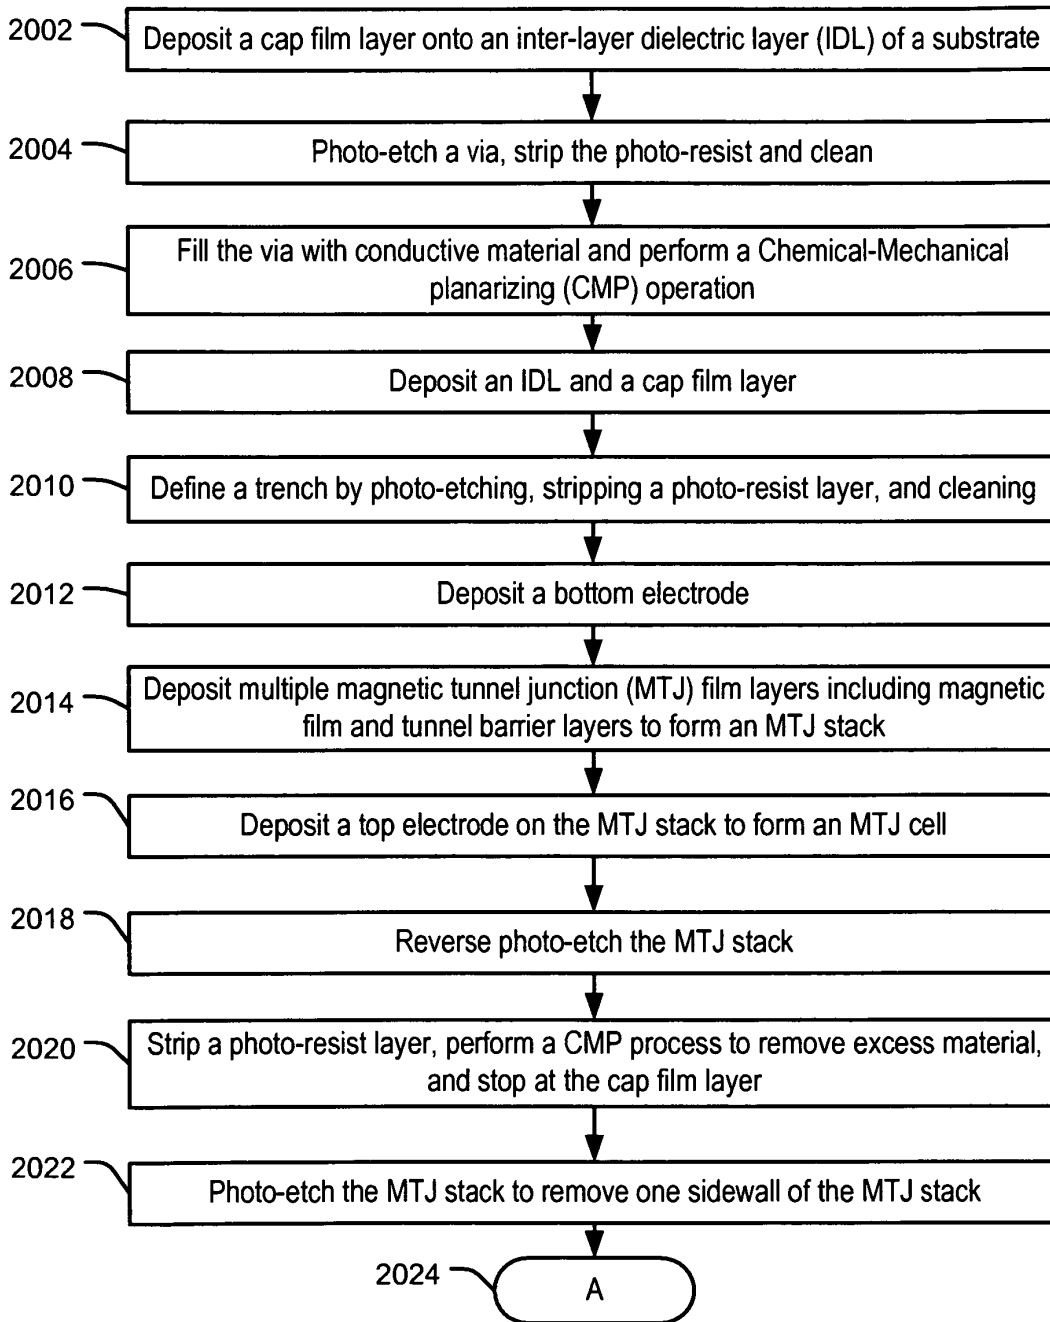 2002
Deposit a cap film layer onto an inter-layer dielectric layer (IDL) of a substrate
2004
Photo-etch a via, strip the photo-resist and clean
2006
Fill the via with conductive material and perform a Chemical-Mechanical
planarizing (CMP) operation
2008
Deposit an IDL and a cap film layer
2010
Define a trench by photo-etching, stripping a photo-resist layer, and cleaning
2012
Deposit a bottom electrode
2014
Deposit multiple magnetic tunnel junction (MTJ) film layers including magnetic
film and tunnel barrier layers to form an MTJ stack
2016
Deposit a top electrode on the MTJ stack to form an MTJ cell
2018
Reverse photo-etch the MTJ stack
2020
Strip a photo-resist layer, perform a CMP process to remove excess material,
and stop at the cap film layer
2022
Photo-etch the MTJ stack to remove one sidewall of the MTJ stack
2024
A